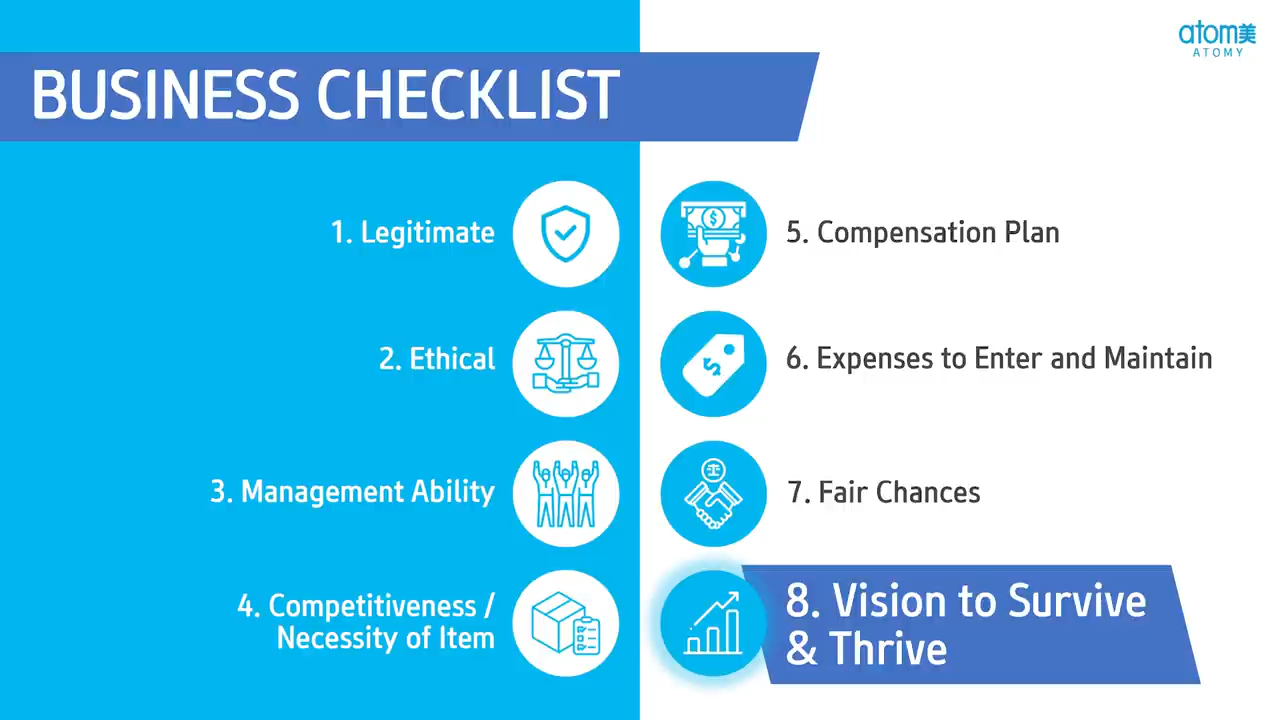 atom美
ATOMY
BUSINESS CHECKLIST
1. Legitimate
2. Ethical
3. Management Ability
4. Competitiveness /
Necessity of Item
5. Compensation Plan
6. Expenses to Enter and Maintain
7. Fair Chances
8. Vision to Survive
& Thrive